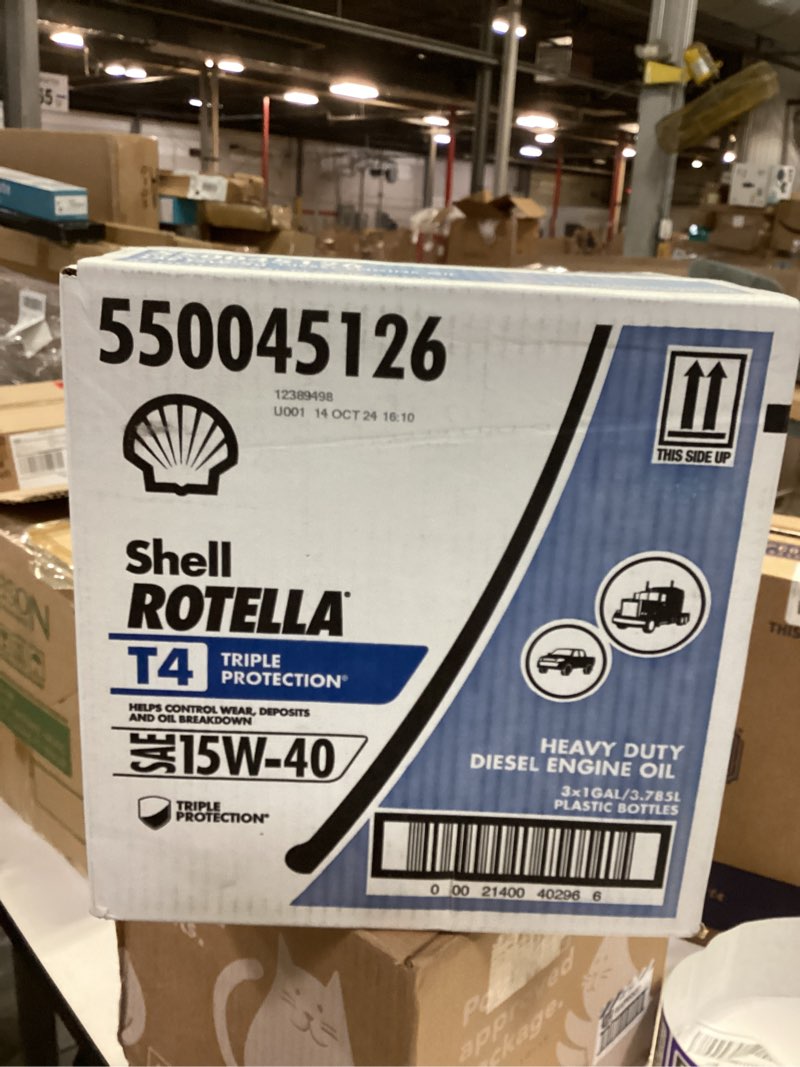 550045126
12389498
U001 14 OCT 24 16:10
THIS SIDE UP
Shell
ROTELLA®
T4 TRIPLE
PROTECTION®
HELPS CONTROL WEAR, DEPOSITS
AND OIL BREAKDOWN
SAE 15W-40
TRIPLE
PROTECTION®
HEAVY DUTY
DIESEL ENGINE OIL
3x1GAL/3.785L
PLASTIC BOTTLES
0 00 21400 40296 6
THIS